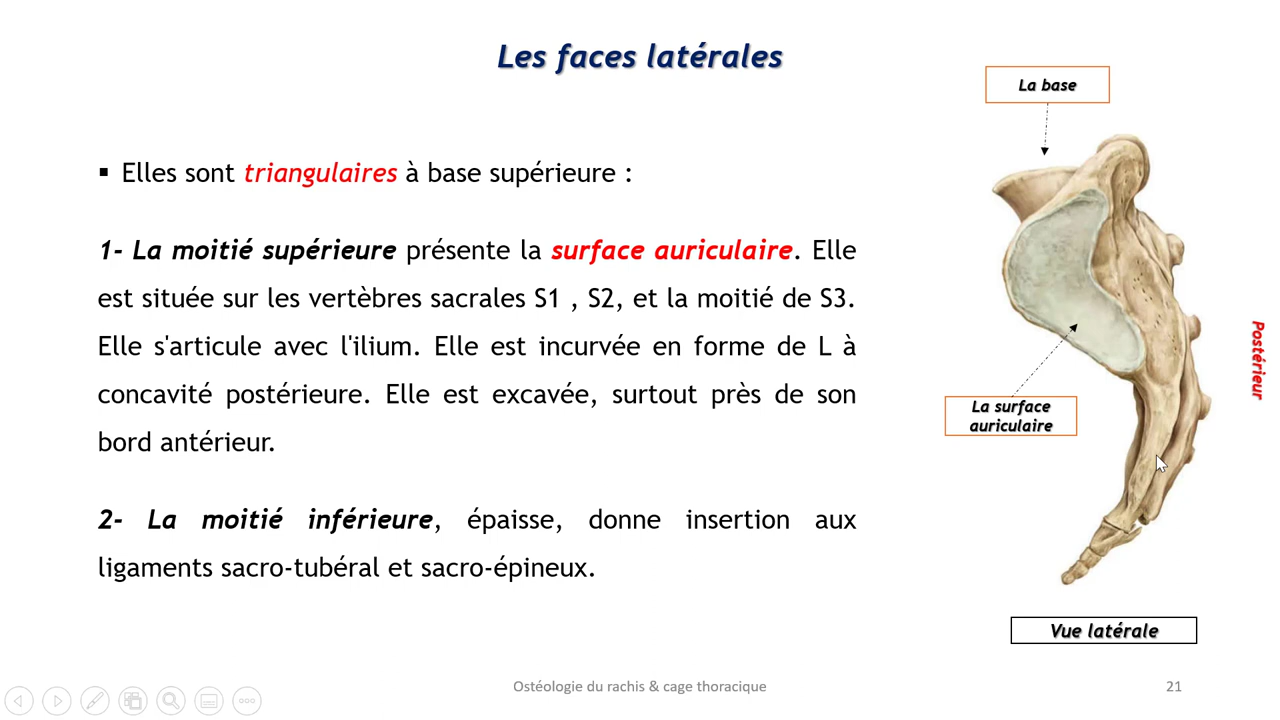 Les faces latérales
La base
▪ Elles sont triangulaires à base supérieure :
1- La moitié supérieure présente la surface auriculaire. Elle
est située sur les vertèbres sacrales S1 , S2, et la moitié de S3.
Elle s'articule avec l'ilium. Elle est incurvée en forme de L à
concavité postérieure. Elle est excavée, surtout près de son
bord antérieur.
Postérieur
La surface
auriculaire
2- La moitié inférieure, épaisse, donne insertion aux
ligaments sacro-tubéral et sacro-épineux.
Vue latérale
Ostéologie du rachis & cage thoracique
21